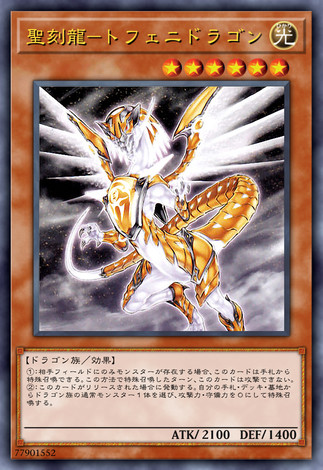 聖刻龍－トフェニドラゴン
光
【ドラゴン族／効果】
①：相手フィールドにのみモンスターが存在する場合、このカードは手札から
特殊召喚できる。この方法で特殊召喚したターン、このカードは攻撃できない。
②：このカードがリリースされた場合に発動する。自分の手札・デッキ・墓地か
らドラゴン族の通常モンスター１体を選び、攻撃力・守備力を０にして特殊召
喚する。
ATK/ 2100 DEF/1400
77901552